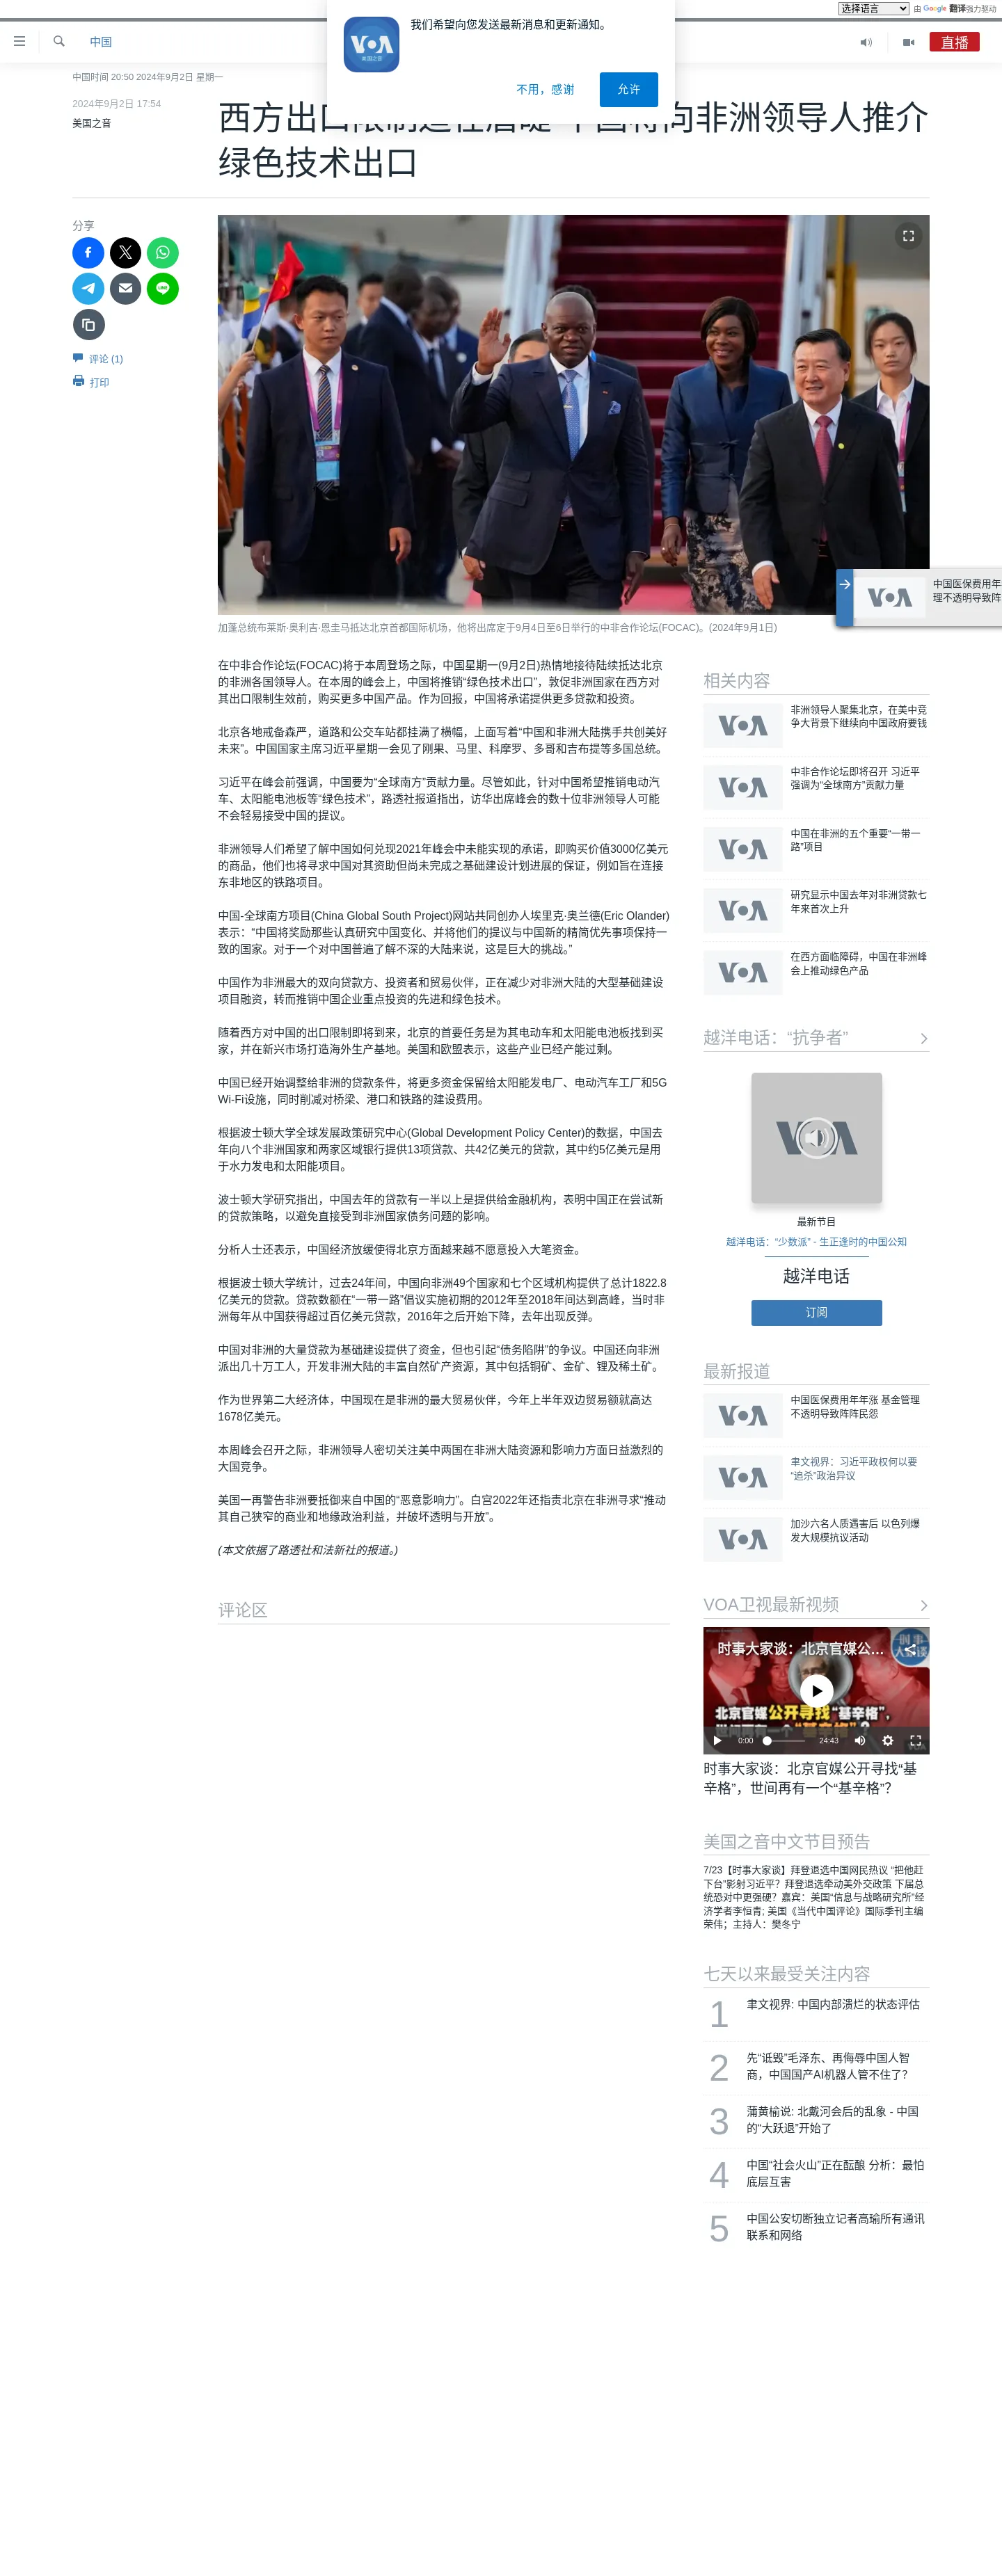 选择语言
由 Google 翻译强力驱动
我们希望向您发送最新消息和更新通知。
VOA
美国之音
不用，感谢
允许
中国
直播
中国时间 20:50 2024年9月2日 星期一
2024年9月2日 17:54
美国之音
西方出口限制
中国将向非洲领导人推介
绿色技术出口
分享
评论 (1)
打印
加蓬总统布莱斯·奥利吉·恩圭马抵达北京首都国际机场，他将出席定于9月4日至6日举行的中非合作论坛(FOCAC)。(2024年9月1日)
VOA
中国医保费用年
理不透明导致阵
在中非合作论坛(FOCAC)将于本周登场之际，中国星期一(9月2日)热情地接待陆续抵达北京
的非洲各国领导人。在本周的峰会上，中国将推销“绿色技术出口”，敦促非洲国家在西方对
其出口限制生效前，购买更多中国产品。作为回报，中国将承诺提供更多贷款和投资。
北京各地戒备森严，道路和公交车站都挂满了横幅，上面写着“中国和非洲大陆携手共创美好
未来”。中国国家主席习近平星期一会见了刚果、马里、科摩罗、多哥和吉布提等多国总统。
习近平在峰会前强调，中国要为“全球南方”贡献力量。尽管如此，针对中国希望推销电动汽
车、太阳能电池板等“绿色技术”，路透社报道指出，访华出席峰会的数十位非洲领导人可能
不会轻易接受中国的提议。
非洲领导人们希望了解中国如何兑现2021年峰会中未能实现的承诺，即购买价值3000亿美元
的商品，他们也将寻求中国对其资助但尚未完成之基础建设计划进展的保证，例如旨在连接
东非地区的铁路项目。
中国-全球南方项目(China Global South Project)网站共同创办人埃里克·奥兰德(Eric Olander)
表示：“中国将奖励那些认真研究中国变化、并将他们的提议与中国新的精简优先事项保持一
致的国家。对于一个对中国普遍了解不深的大陆来说，这是巨大的挑战。”
中国作为非洲最大的双向贷款方、投资者和贸易伙伴，正在减少对非洲大陆的大型基础建设
项目融资，转而推销中国企业重点投资的先进和绿色技术。
随着西方对中国的出口限制即将到来，北京的首要任务是为其电动车和太阳能电池板找到买
家，并在新兴市场打造海外生产基地。美国和欧盟表示，这些产业已经产能过剩。
中国已经开始调整给非洲的贷款条件，将更多资金保留给太阳能发电厂、电动汽车工厂和5G
Wi-Fi设施，同时削减对桥梁、港口和铁路的建设费用。
根据波士顿大学全球发展政策研究中心(Global Development Policy Center)的数据，中国去
年向八个非洲国家和两家区域银行提供13项贷款、共42亿美元的贷款，其中约5亿美元是用
于水力发电和太阳能项目。
波士顿大学研究指出，中国去年的贷款有一半以上是提供给金融机构，表明中国正在尝试新
的贷款策略，以避免直接受到非洲国家债务问题的影响。
分析人士还表示，中国经济放缓使得北京方面越来越不愿意投入大笔资金。
根据波士顿大学统计，过去24年间，中国向非洲49个国家和七个区域机构提供了总计1822.8
亿美元的贷款。贷款数额在“一带一路”倡议实施初期的2012年至2018年间达到高峰，当时非
洲每年从中国获得超过百亿美元贷款，2016年之后开始下降，去年出现反弹。
中国对非洲的大量贷款为基础建设提供了资金，但也引起“债务陷阱”的争议。中国还向非洲
派出几十万工人，开发非洲大陆的丰富自然矿产资源，其中包括铜矿、金矿、锂及稀土矿。
作为世界第二大经济体，中国现在是非洲的最大贸易伙伴，今年上半年双边贸易额就高达
1678亿美元。
本周峰会召开之际，非洲领导人密切关注美中两国在非洲大陆资源和影响力方面日益激烈的
大国竞争。
美国一再警告非洲要抵御来自中国的“恶意影响力”。白宫2022年还指责北京在非洲寻求“推动
其自己狭窄的商业和地缘政治利益，并破坏透明与开放”。
(本文依据了路透社和法新社的报道。)
评论区
相关内容
VOA
非洲领导人聚集北京，在美中竞
争大背景下继续向中国政府要钱
VOA
中非合作论坛即将召开 习近平
强调为“全球南方”贡献力量
VOA
中国在非洲的五个重要“一带一
路”项目
VOA
研究显示中国去年对非洲贷款七
年来首次上升
VOA
在西方面临障碍，中国在非洲峰
会上推动绿色产品
越洋电话：“抗争者”
VOA
最新节目
越洋电话：“少数派” - 生正逢时的中国公知
越洋电话
订阅
最新报道
VOA
中国医保费用年年涨 基金管理
不透明导致阵阵民怨
VOA
聿文视界：习近平政权何以要
“追杀”政治异议
VOA
加沙六名人质遇害后 以色列爆
发大规模抗议活动
VOA卫视最新视频
时事大家谈：北京官媒公...
时事
大家谈
北京官媒公开寻找“基辛格”，
世间再有一个“基辛格”？
0:00
24:43
时事大家谈：北京官媒公开寻找“基
辛格”，世间再有一个“基辛格”？
美国之音中文节目预告
7/23【时事大家谈】拜登退选中国网民热议 “把他赶
下台”影射习近平？拜登退选牵动美外交政策 下届总
统恐对中更强硬？嘉宾：美国“信息与战略研究所”经
济学者李恒青; 美国《当代中国评论》国际季刊主编
荣伟；主持人：樊冬宁
七天以来最受关注内容
1
聿文视界: 中国内部溃烂的状态评估
2
先“诋毁”毛泽东、再侮辱中国人智
商，中国国产AI机器人管不住了？
3
蒲黄榆说: 北戴河会后的乱象 - 中国
的“大跃退”开始了
4
中国“社会火山”正在酝酿 分析：最怕
底层互害
5
中国公安切断独立记者高瑜所有通讯
联系和网络